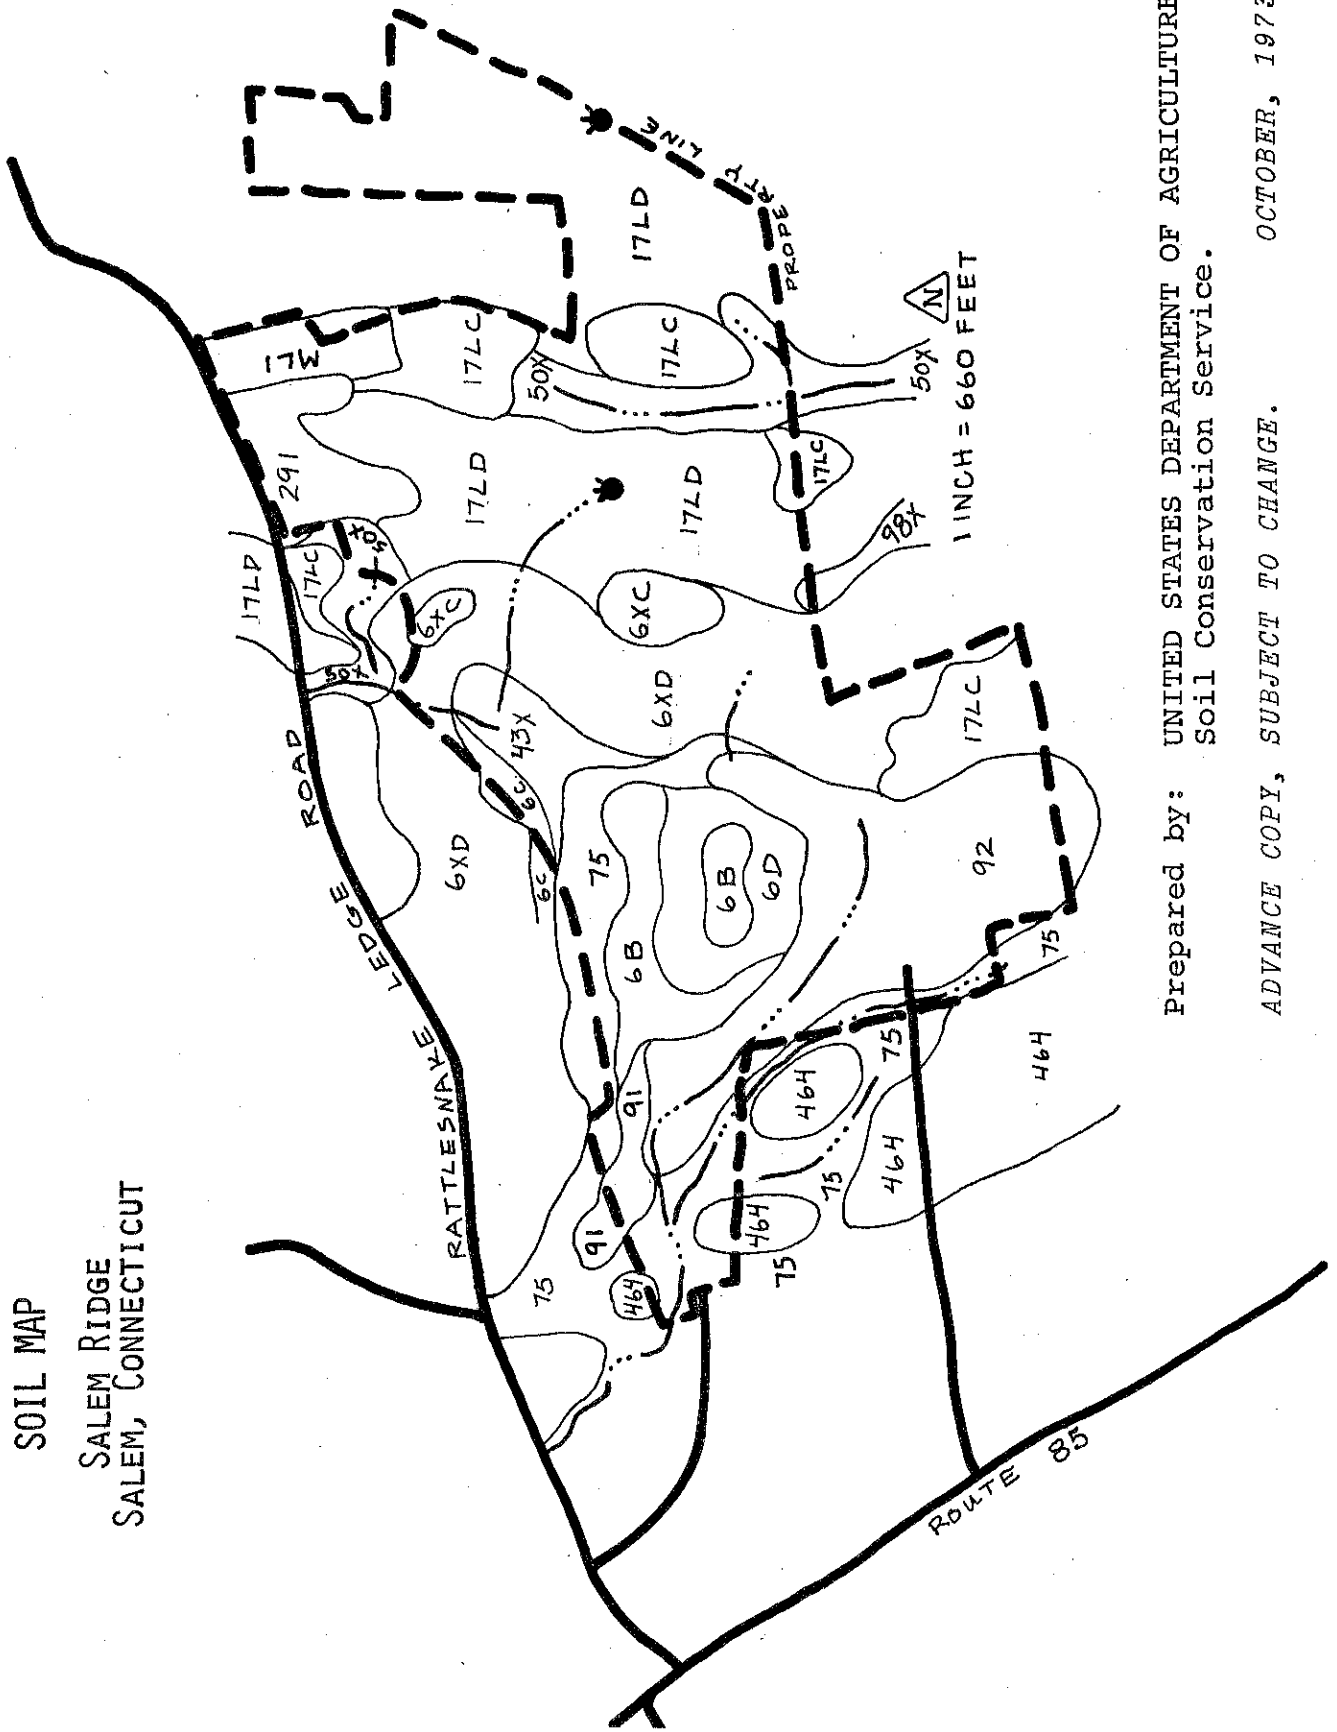 SOIL MAP
SALEM RIDGE
SALEM, CONNECTICUT
RATTLESNAKE LEDGE ROAD
ROUTE 85
PROPERTY LINE
17LD
17LC
291
17LC
50X
50X
17LD
17LC
17LD
50X
17LC
50X
17LD
17LC
98X
6XC
6XC
6XD
43X
6C
6C
6XD
75
6B
6B
6D
92
17LC
75
91
91
75
464
464
464
75
75
75
464
464
N
1 INCH = 660 FEET
Prepared by: UNITED STATES DEPARTMENT OF AGRICULTURE
Soil Conservation Service.
ADVANCE COPY, SUBJECT TO CHANGE. OCTOBER, 1973